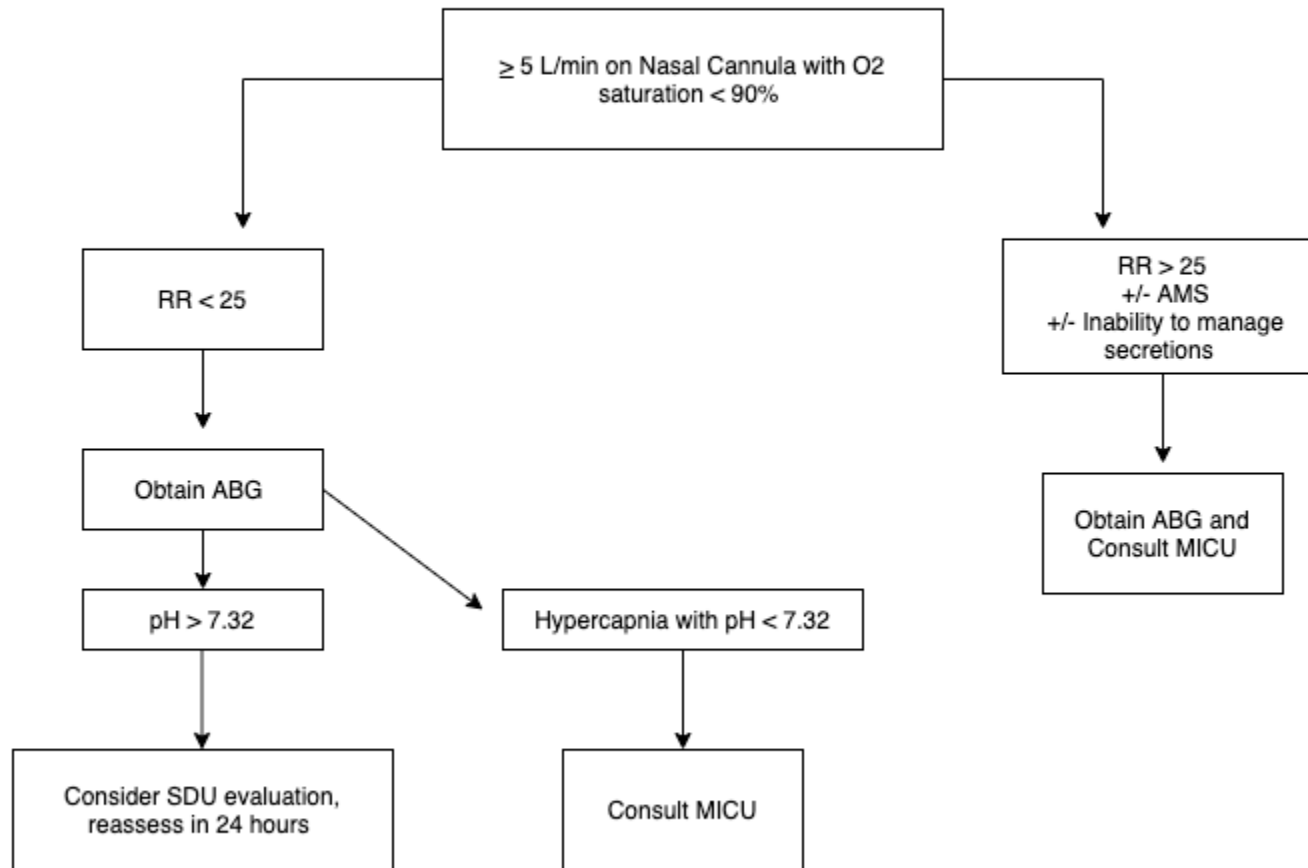 ≥ 5 L/min on Nasal Cannula with O2
saturation < 90%
RR < 25
RR > 25
+/- AMS
+/- Inability to manage
secretions
Obtain ABG
Obtain ABG and
Consult MICU
pH > 7.32
Hypercapnia with pH < 7.32
Consider SDU evaluation,
reassess in 24 hours
Consult MICU